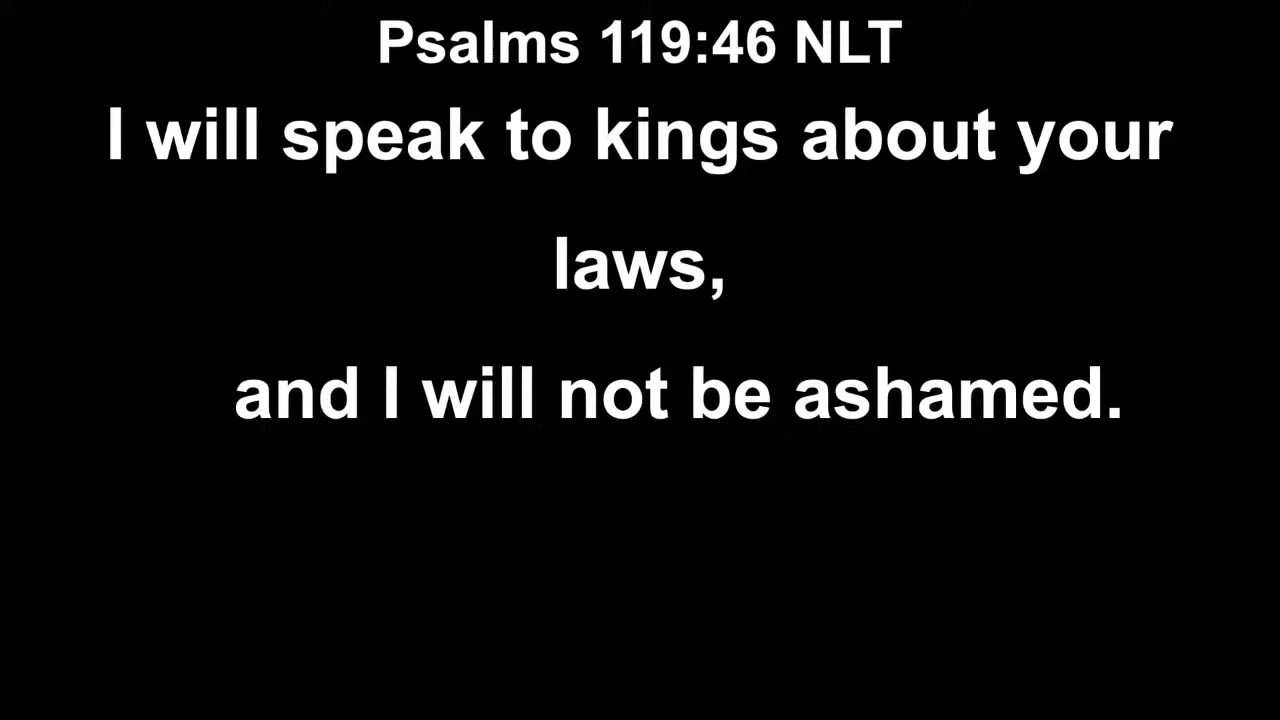 Psalms 119:46 NLT
I will speak to kings about your
laws,
and I will not be ashamed.